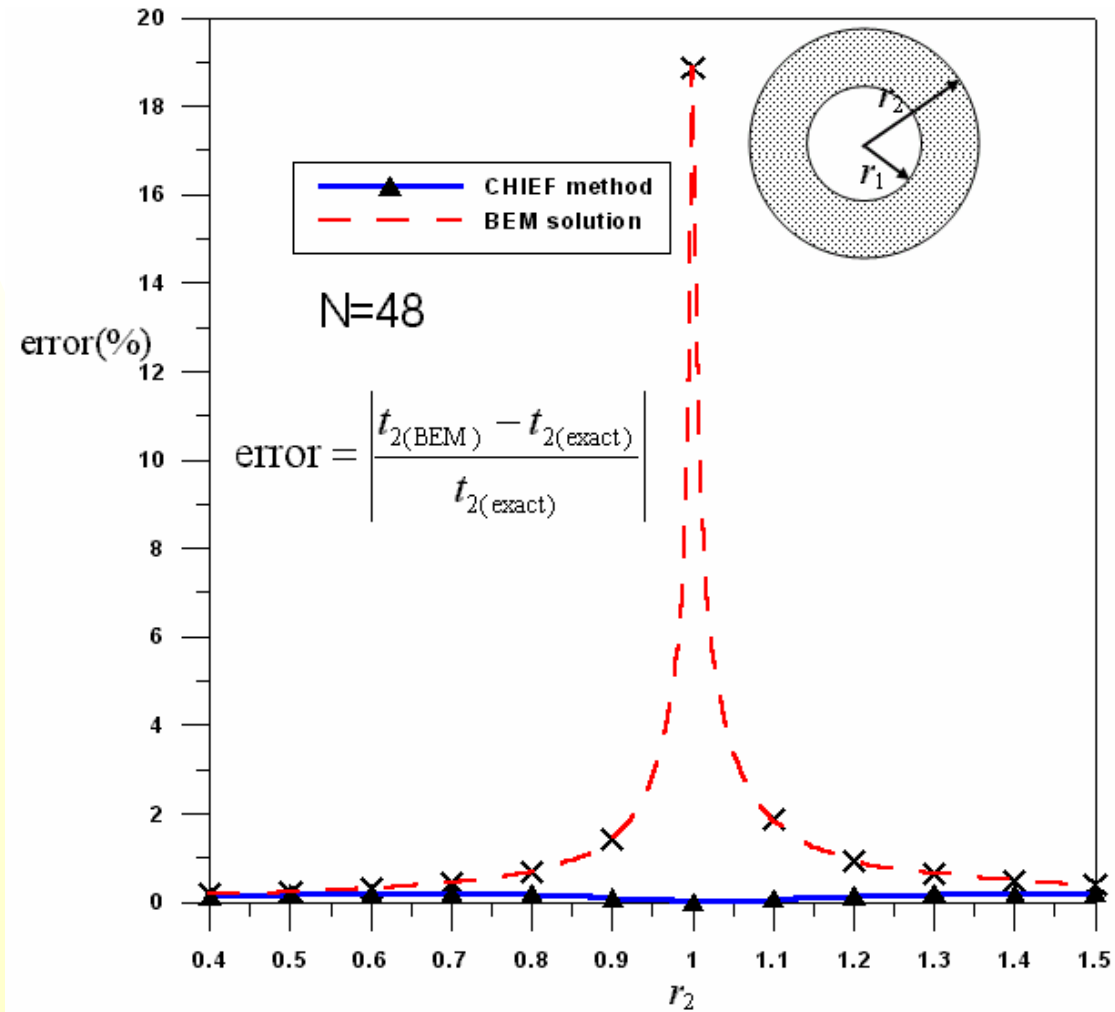 20
18
16
14
12
10
8
6
4
2
0
error(%)
CHIEF method
BEM solution
N=48
error = | t2(BEM) − t2(exact) / t2(exact) |
r2
r1
0.4 0.5 0.6 0.7 0.8 0.9 1 1.1 1.2 1.3 1.4 1.5
r2